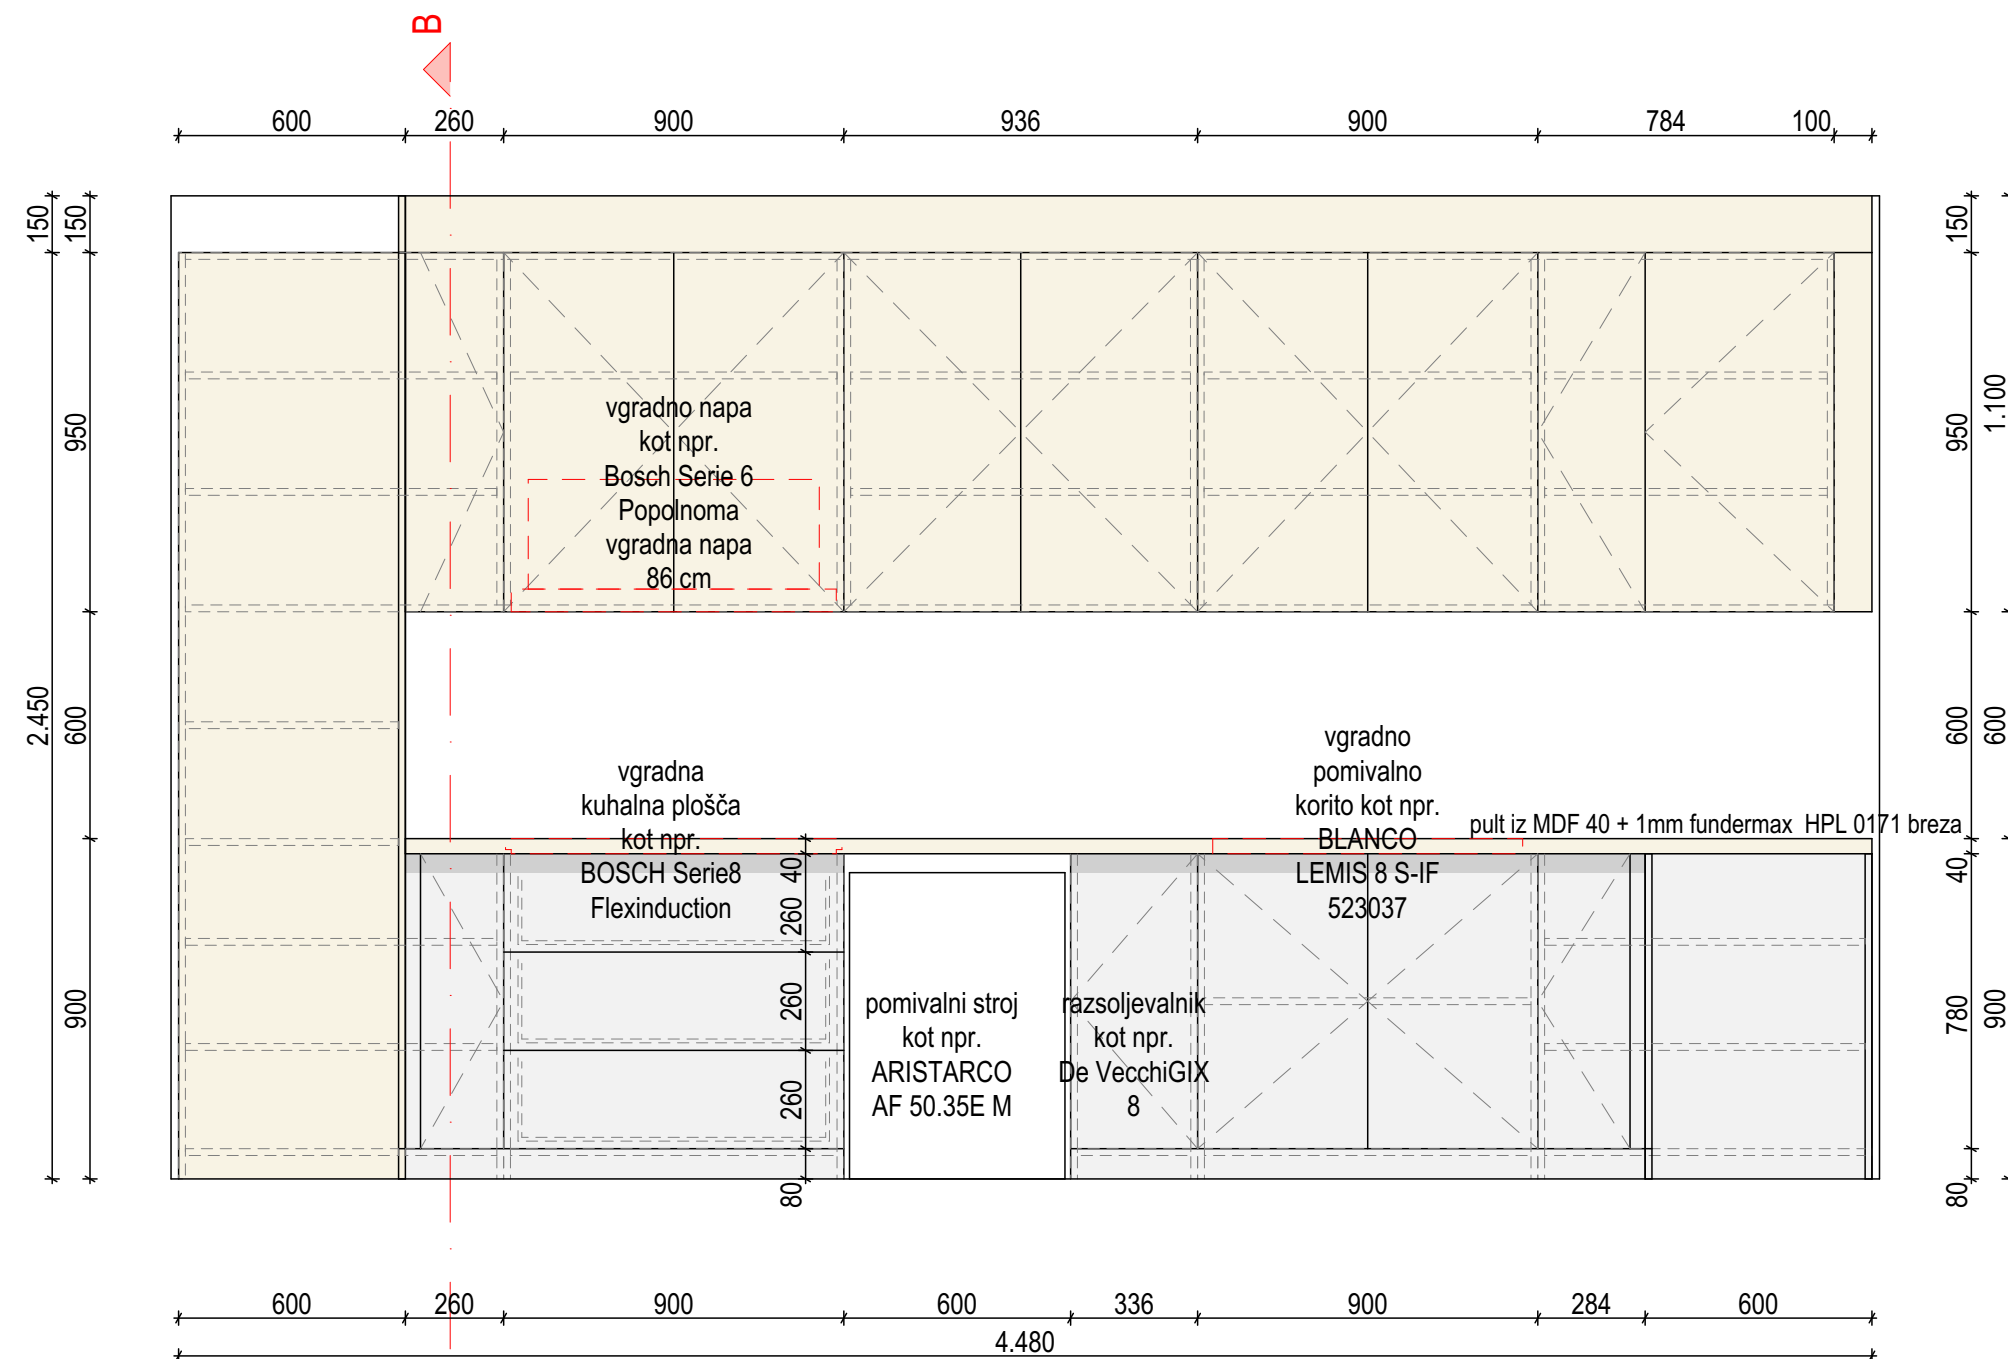 B
600 260 900 936 900 784 100
150
150
150
950
950
1.100
2.450
600
600
600
900
40
780
900
80
vgradno napa
kot npr.
Bosch Serie 6
Popolnoma
vgradna napa
86 cm
vgradna
kuhalna plošča
kot npr.
BOSCH Serie8
Flexinduction
40
260
260
260
80
vgradno
pomivalno
korito kot npr.
BLANCO
LEMIS 8 S-IF
523037
pult iz MDF 40 + 1mm fundermax HPL 0171 breza
pomivalni stroj
kot npr.
ARISTARCO
AF 50.35E M
razsoljevalnik
kot npr.
De VecchiGIX
8
600 260 900 600 336 900 284 600
4.480